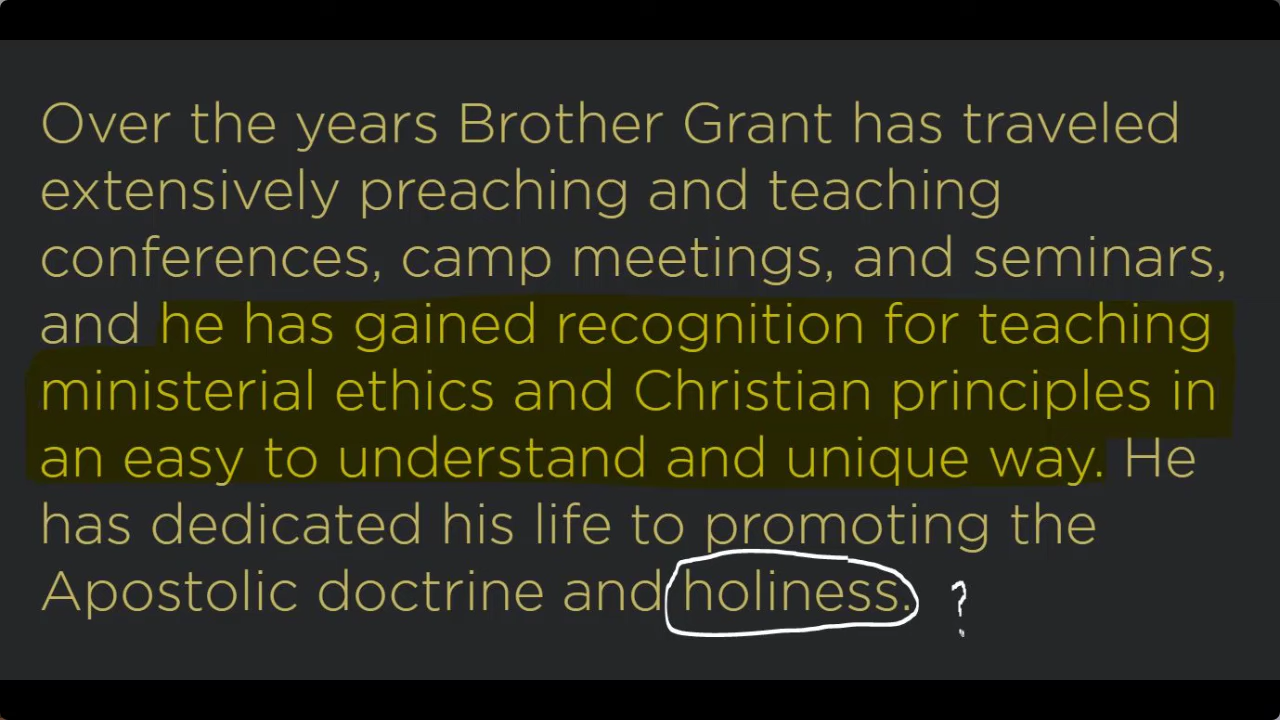 Over the years Brother Grant has traveled
extensively preaching and teaching
conferences, camp meetings, and seminars,
and he has gained recognition for teaching
ministerial ethics and Christian principles in
an easy to understand and unique way. He
has dedicated his life to promoting the
Apostolic doctrine and holiness. ?